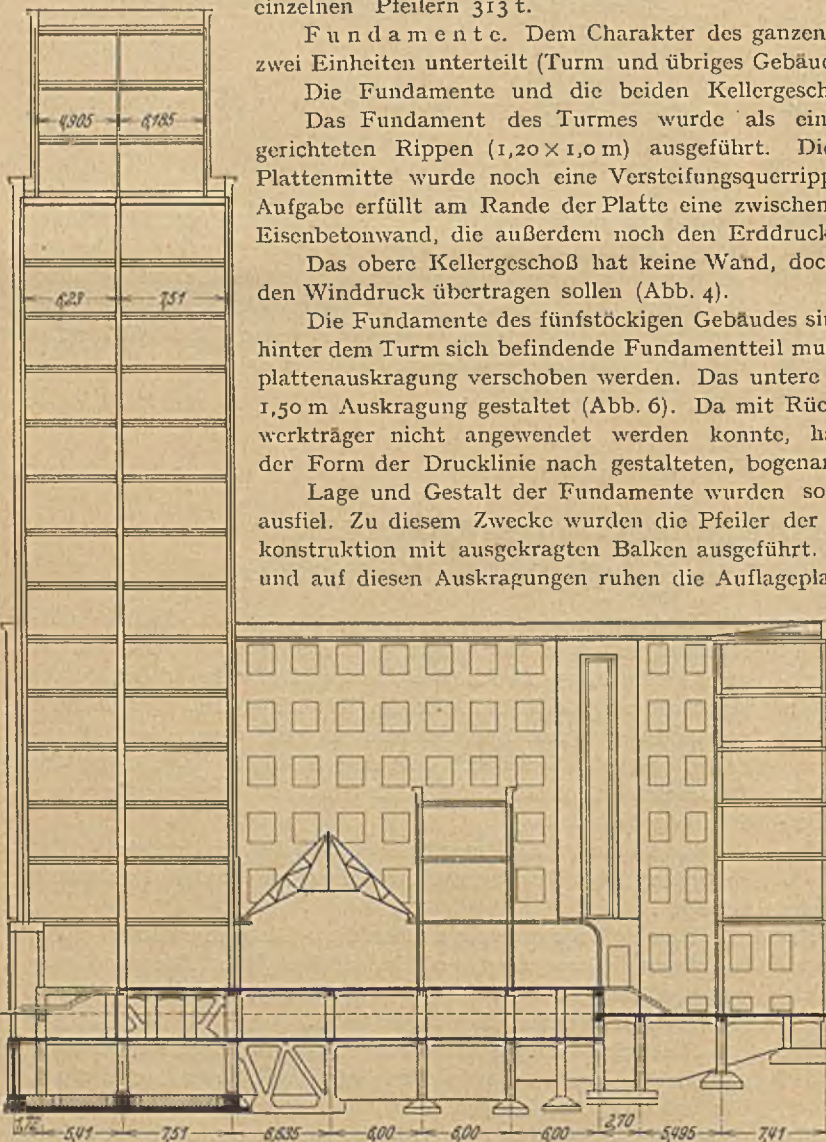 einzelnen Pfeilern 313 t.
Fundamente. Dem Charakter des ganzen
zwei Einheiten unterteilt (Turm und übriges Gebäud
Die Fundamente und die beiden Kellergesch
Das Fundament des Turmes wurde als ein
gerichteten Rippen (1,20 × 1,0 m) ausgeführt. Die
Plattenmitte wurde noch eine Versteifungsquerripp
Aufgabe erfüllt am Rande der Platte eine zwischen
Eisenbetonwand, die außerdem noch den Erddruck
Das obere Kellergeschoß hat keine Wand, doc
den Winddruck übertragen sollen (Abb. 4).
Die Fundamente des fünfstöckigen Gebäudes sin
hinter dem Turm sich befindende Fundamentteil mu
plattenauskragung verschoben werden. Das untere
1,50 m Auskragung gestaltet (Abb. 6). Da mit Rüc
werkträger nicht angewendet werden konnte, ha
der Form der Drucklinie nach gestalteten, bogenar
Lage und Gestalt der Fundamente wurden so
ausfiel. Zu diesem Zwecke wurden die Pfeiler der
konstruktion mit ausgekragten Balken ausgeführt.
und auf diesen Auskragungen ruhen die Auflagepla
4,905 6,185
6,23 7,51
5,41 7,51 6,635 6,00 6,00 6,00 2,70 5,495 7,41